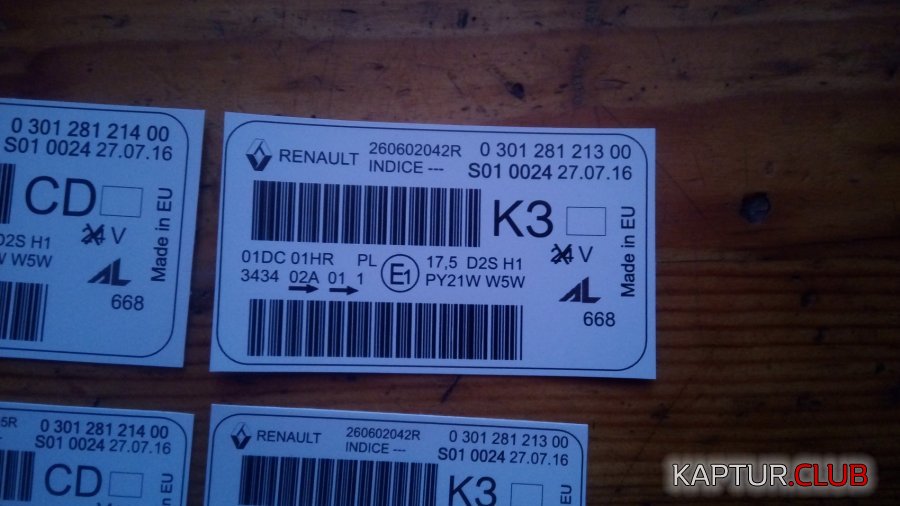 0 301 281 214 00
S01 0024 27.07.16
CD
24 V
D2S H1
W5W
AL
668
Made in EU
RENAULT
260602042R
INDICE ---
0 301 281 213 00
S01 0024 27.07.16
K3
24 V
01DC 01HR PL
3434 02A 01 1
E1
17,5 D2S H1
PY21W W5W
AL
668
Made in EU
0 301 281 214 00
S01 0024 27.07.16
CD
RENAULT
260602042R
INDICE ---
0 301 281 213 00
S01 0024 27.07.16
K3
EU
KAPTUR.CLUB